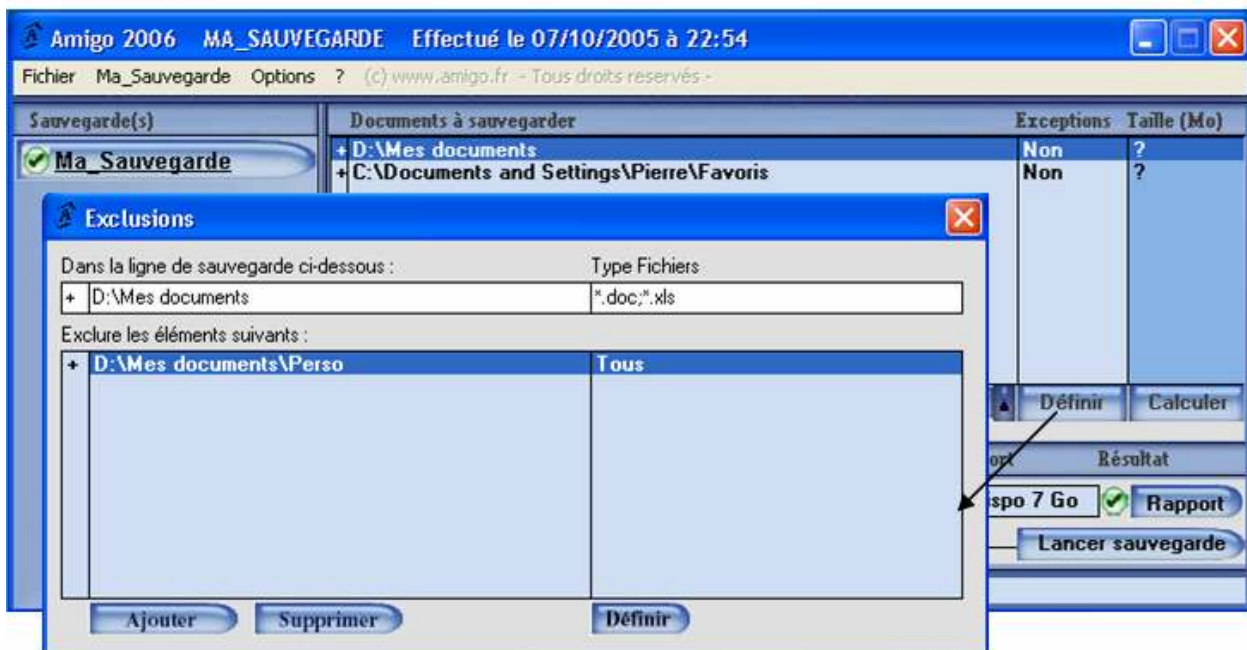 Amigo 2006 MA_SAUVEGARDE Effectué le 07/10/2005 à 22:54
Fichier Ma_Sauvegarde Options ? (c) www.amigo.fr - Tous droits reservés -
Sauvegarde(s) Documents à sauvegarder Exceptions Taille (Mo)
Ma_Sauvegarde
+ D:\Mes documents Non ?
+ C:\Documents and Settings\Pierre\Favoris Non ?
Exclusions
Dans la ligne de sauvegarde ci-dessous : Type Fichiers
+ D:\Mes documents *.doc;*.xls
Exclure les éléments suivants :
+ D:\Mes documents\Perso Tous
Définir Calculer
ort Résultat
spo 7 Go Rapport
Lancer sauvegarde
Ajouter Supprimer Définir